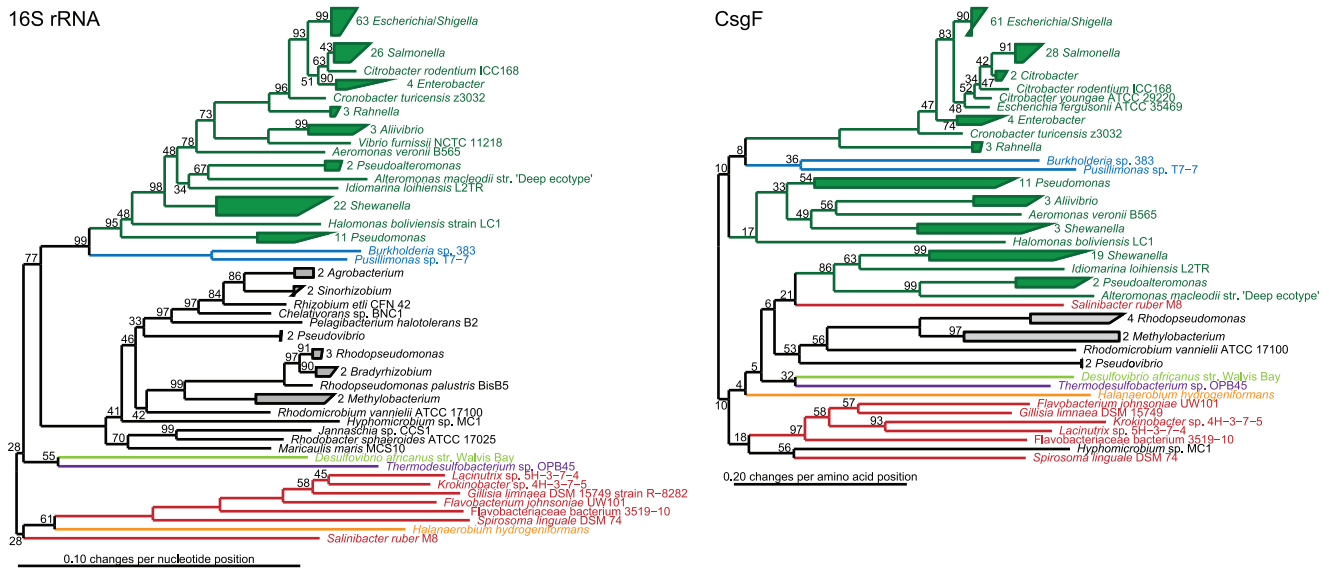 16S rRNA
99
63 Escherichia/Shigella
93
43
26 Salmonella
63
Citrobacter rodentium ICC168
51
90
4 Enterobacter
96
Cronobacter turicensis z3032
3 Rahnella
73
99
3 Aliivibrio
Vibrio furnissii NCTC 11218
78
Aeromonas veronii B565
48
2 Pseudoalteromonas
67
Alteromonas macleodii str. 'Deep ecotype'
34
Idiomarina loihiensis L2TR
98
22 Shewanella
48
Halomonas boliviensis strain LC1
95
11 Pseudomonas
99
Burkholderia sp. 383
Pusillimonas sp. T7−7
77
86
2 Agrobacterium
84
2 Sinorhizobium
97
Rhizobium etli CFN 42
Chelativorans sp. BNC1
33
Pelagibacterium halotolerans B2
2 Pseudovibrio
46
91
3 Rhodopseudomonas
97
90
2 Bradyrhizobium
99
Rhodopseudomonas palustris BisB5
2 Methylobacterium
42
Rhodomicrobium vannielii ATCC 17100
41
Hyphomicrobium sp. MC1
99
Jannaschia sp. CCS1
70
Rhodobacter sphaeroides ATCC 17025
Maricaulis maris MCS10
28
55
Desulfovibrio africanus str. Walvis Bay
Thermodesulfobacterium sp. OPB45
45
Lacinutrix sp. 5H−3−7−4
58
Krokinobacter sp. 4H−3−7−5
Gillisia limnaea DSM 15749 strain R−8282
Flavobacterium johnsoniae UW101
Flavobacteriaceae bacterium 3519−10
61
Spirosoma linguale DSM 74
Halanaerobium hydrogeniformans
28
Salinibacter ruber M8
0.10 changes per nucleotide position
CsgF
90
61 Escherichia/Shigella
83
91
28 Salmonella
42
2 Citrobacter
34
47
Citrobacter rodentium ICC168
52
Citrobacter youngae ATCC 29220
48
Escherichia fergusonii ATCC 35469
47
74
4 Enterobacter
Cronobacter turicensis z3032
8
3 Rahnella
10
36
Burkholderia sp. 383
Pusillimonas sp. T7−7
33
54
11 Pseudomonas
56
3 Aliivibrio
49
Aeromonas veronii B565
3 Shewanella
17
Halomonas boliviensis LC1
99
19 Shewanella
63
Idiomarina loihiensis L2TR
86
99
2 Pseudoalteromonas
21
Alteromonas macleodii str. 'Deep ecotype'
6
Salinibacter ruber M8
4 Rhodopseudomonas
56
97
2 Methylobacterium
53
Rhodomicrobium vannielii ATCC 17100
2 Pseudovibrio
5
32
Desulfovibrio africanus str. Walvis Bay
Thermodesulfobacterium sp. OPB45
4
Halanaerobium hydrogeniformans
10
57
Flavobacterium johnsoniae UW101
58
Gillisia limnaea DSM 15749
93
Krokinobacter sp. 4H−3−7−5
97
Lacinutrix sp. 5H−3−7−4
18
Flavobacteriaceae bacterium 3519−10
56
Hyphomicrobium sp. MC1
Spirosoma linguale DSM 74
0.20 changes per amino acid position